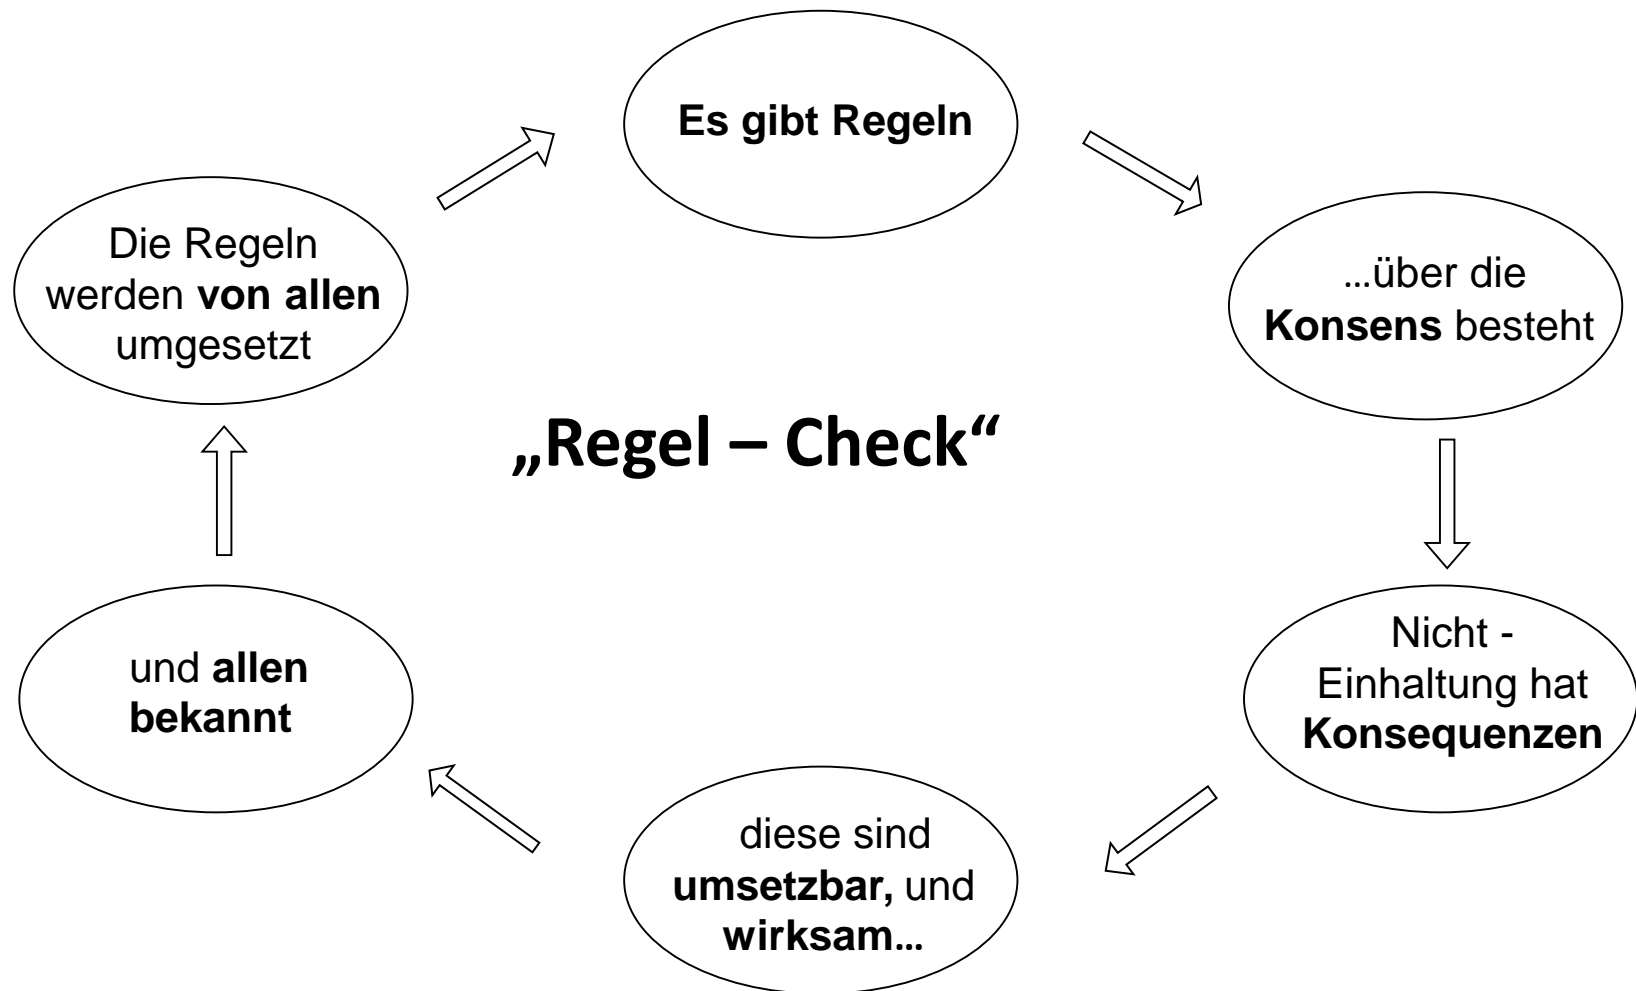 Es gibt Regeln
…über die
Konsens besteht
Nicht -
Einhaltung hat
Konsequenzen
diese sind
umsetzbar, und
wirksam…
und allen
bekannt
Die Regeln
werden von allen
umgesetzt
„Regel – Check“